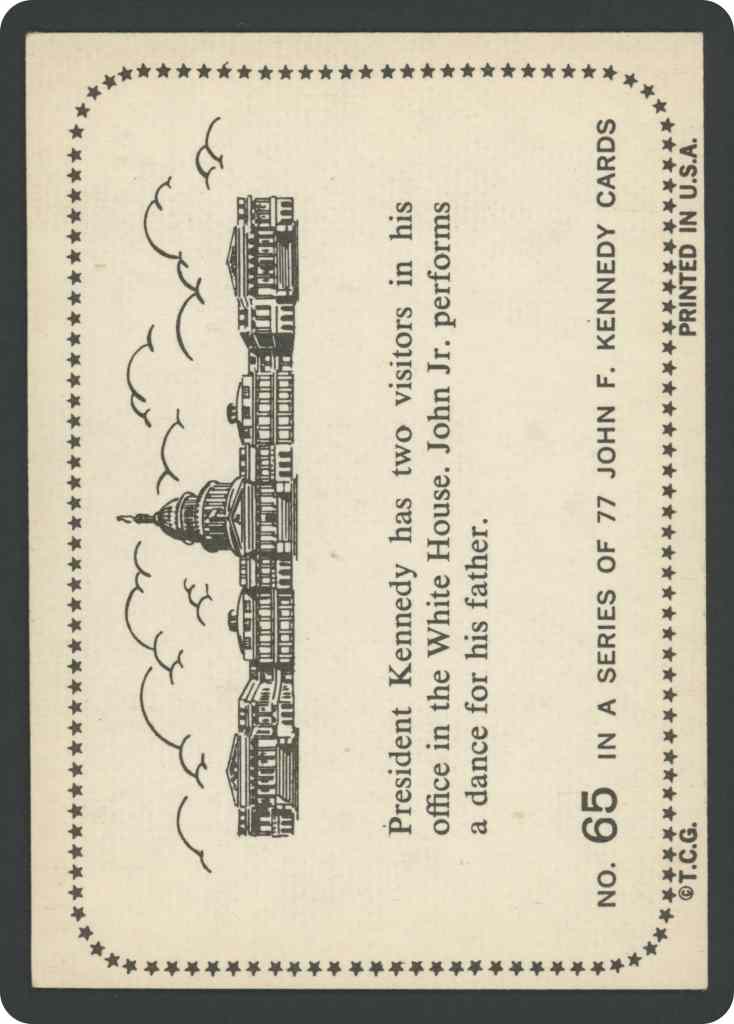 President Kennedy has two visitors in his
office in the White House. John Jr. performs
a dance for his father.
NO. 65 IN A SERIES OF 77 JOHN F. KENNEDY CARDS
©T.C.G. PRINTED IN U.S.A.